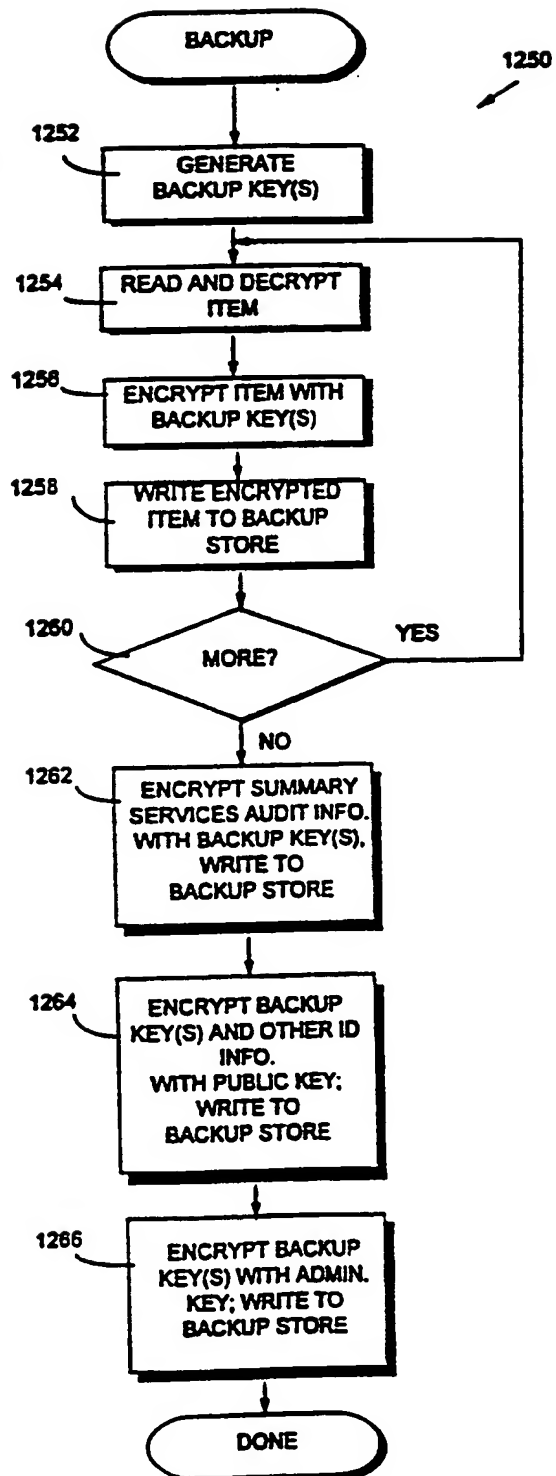 BACKUP
1250
1252
GENERATE
BACKUP KEY(S)
1254
READ AND DECRYPT
ITEM
1256
ENCRYPT ITEM WITH
BACKUP KEY(S)
1258
WRITE ENCRYPTED
ITEM TO BACKUP
STORE
1260
MORE?
YES
NO
1262
ENCRYPT SUMMARY
SERVICES AUDIT INFO.
WITH BACKUP KEY(S),
WRITE TO
BACKUP STORE
1264
ENCRYPT BACKUP
KEY(S) AND OTHER ID
INFO.
WITH PUBLIC KEY;
WRITE TO
BACKUP STORE
1266
ENCRYPT BACKUP
KEY(S) WITH ADMIN.
KEY; WRITE TO
BACKUP STORE
DONE